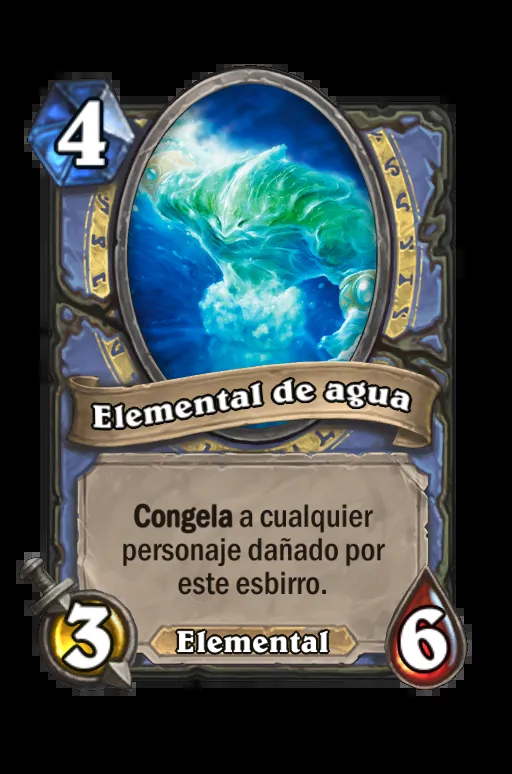 4
Elemental de agua
Congela a cualquier
personaje dañado por
este esbirro.
3
Elemental
6